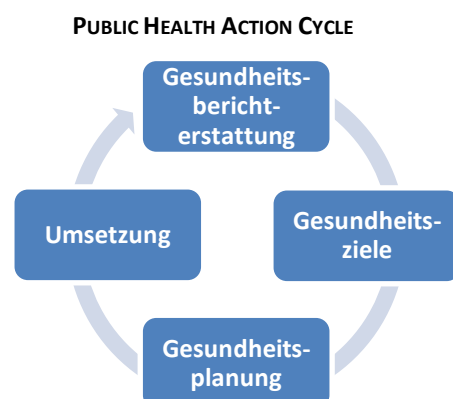 PUBLIC HEALTH ACTION CYCLE
Gesundheits-
bericht-
erstattung
Umsetzung
Gesundheits-
ziele
Gesundheits-
planung